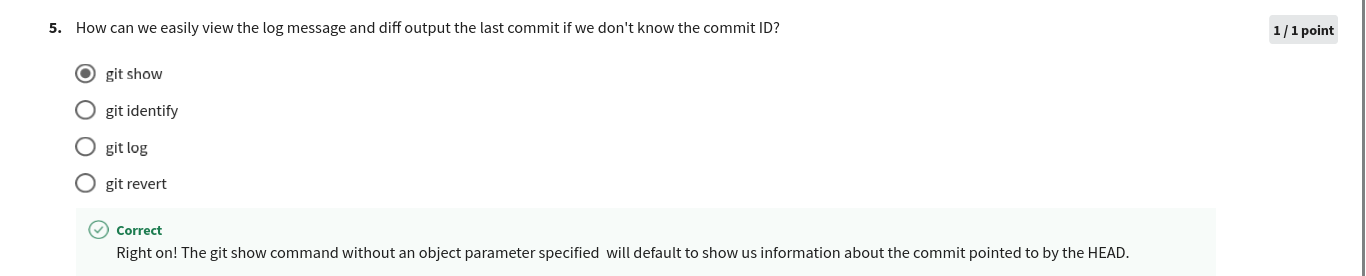 5. How can we easily view the log message and diff output the last commit if we don't know the commit ID?
1 / 1 point
git show
git identify
git log
git revert
Correct
Right on! The git show command without an object parameter specified  will default to show us information about the commit pointed to by the HEAD.